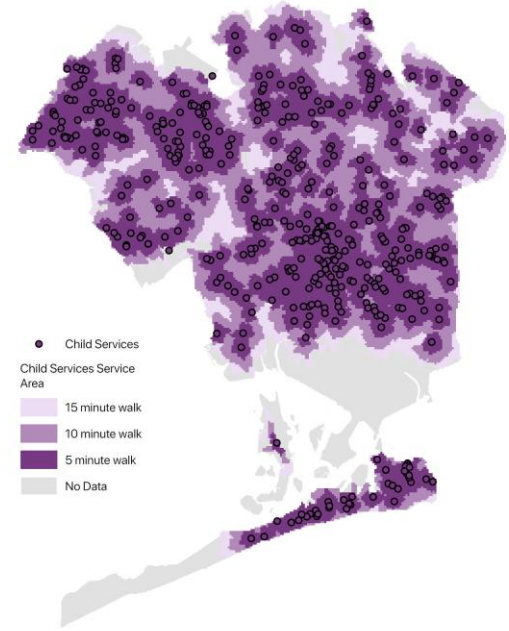 Child Services
Child Services Service
Area
15 minute walk
10 minute walk
5 minute walk
No Data